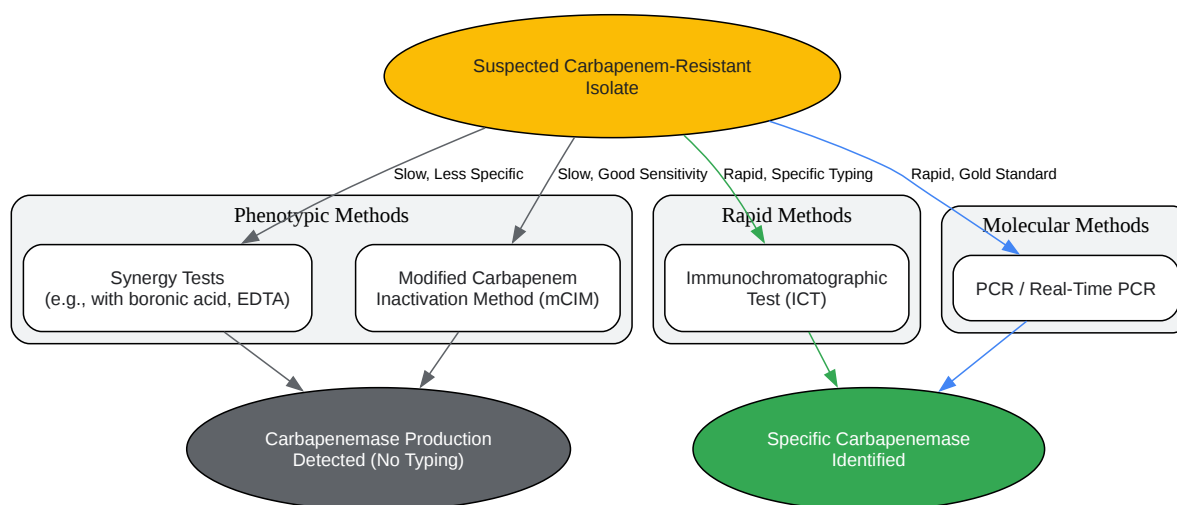 Suspected Carbapenem-Resistant
Isolate
Slow, Less Specific
Slow, Good Sensitivity
Rapid, Specific Typing
Rapid, Gold Standard
Phenotypic Methods
Rapid Methods
Molecular Methods
Synergy Tests
(e.g., with boronic acid, EDTA)
Modified Carbapenem
Inactivation Method (mCIM)
Immunochromatographic
Test (ICT)
PCR / Real-Time PCR
Carbapenemase Production
Detected (No Typing)
Specific Carbapenemase
Identified